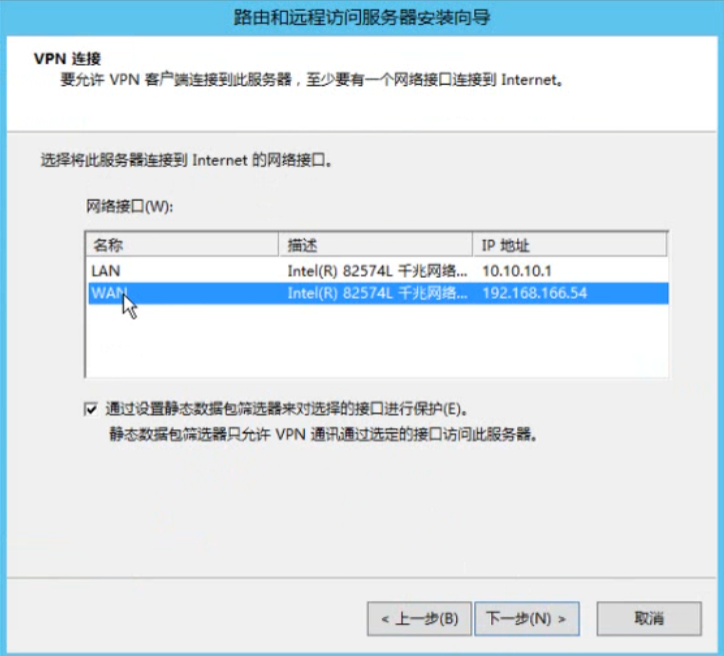 路由和远程访问服务器安装向导
VPN 连接
要允许 VPN 客户端连接到此服务器，至少要有一个网络接口连接到 Internet。
选择将此服务器连接到 Internet 的网络接口。
网络接口(W):
名称 描述 IP 地址
LAN Intel(R) 82574L 千兆网络... 10.10.10.1
WAN Intel(R) 82574L 千兆网络... 192.168.166.54
通过设置静态数据包筛选器来对选择的接口进行保护(E)。
静态数据包筛选器只允许 VPN 通讯通过选定的接口访问此服务器。
< 上一步(B) 下一步(N) > 取消